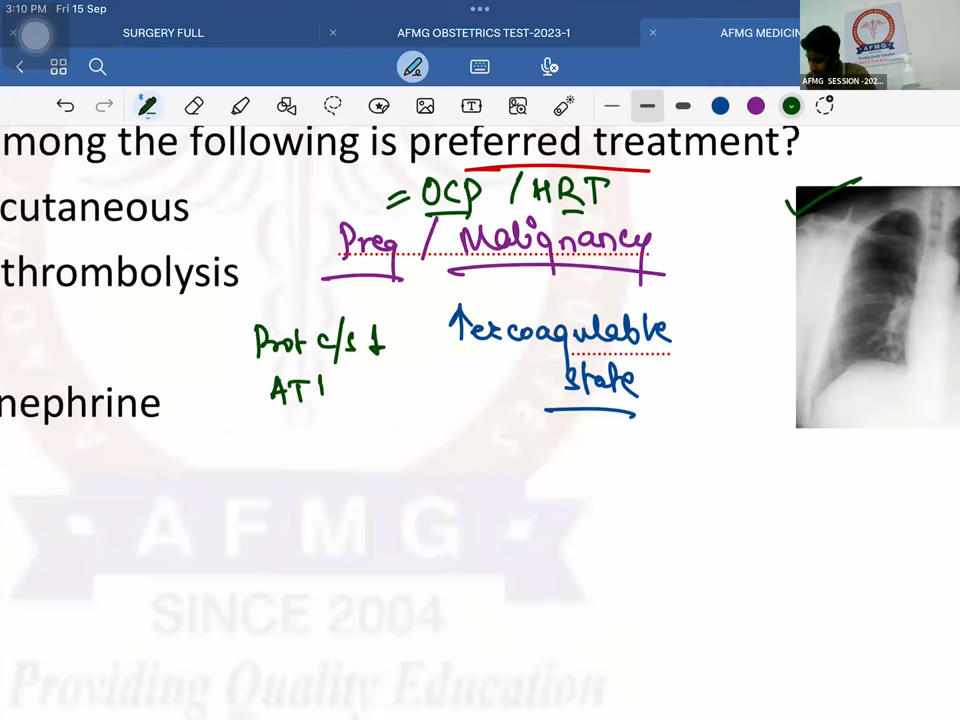 3:10 PM Fri 15 Sep
SURGERY FULL
AFMG OBSTETRICS TEST-2023-1
AFMG MEDICIN
AFMG SESSION -202...
mong the following is preferred treatment?
= OCP / HRT
cutaneous
Preg / Malignancy
thrombolysis
↑ercoagulable
Prot c/s ↓
state
AT I
nephrine
AFMG
SINCE 2004
Providing Quality Education